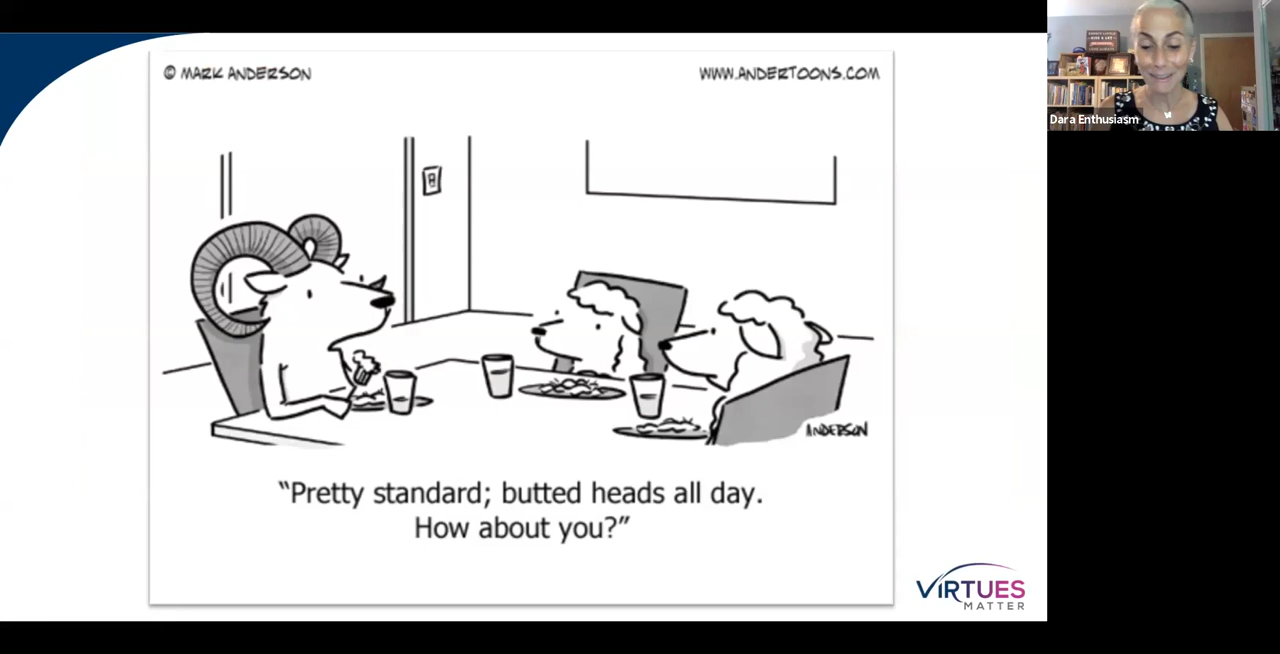 © MARK ANDERSON
WWW.ANDERTOONS.COM
Dara Enthusiasm
ANDERSON
“Pretty standard; butted heads all day.
How about you?”
VIRTUES
MATTER